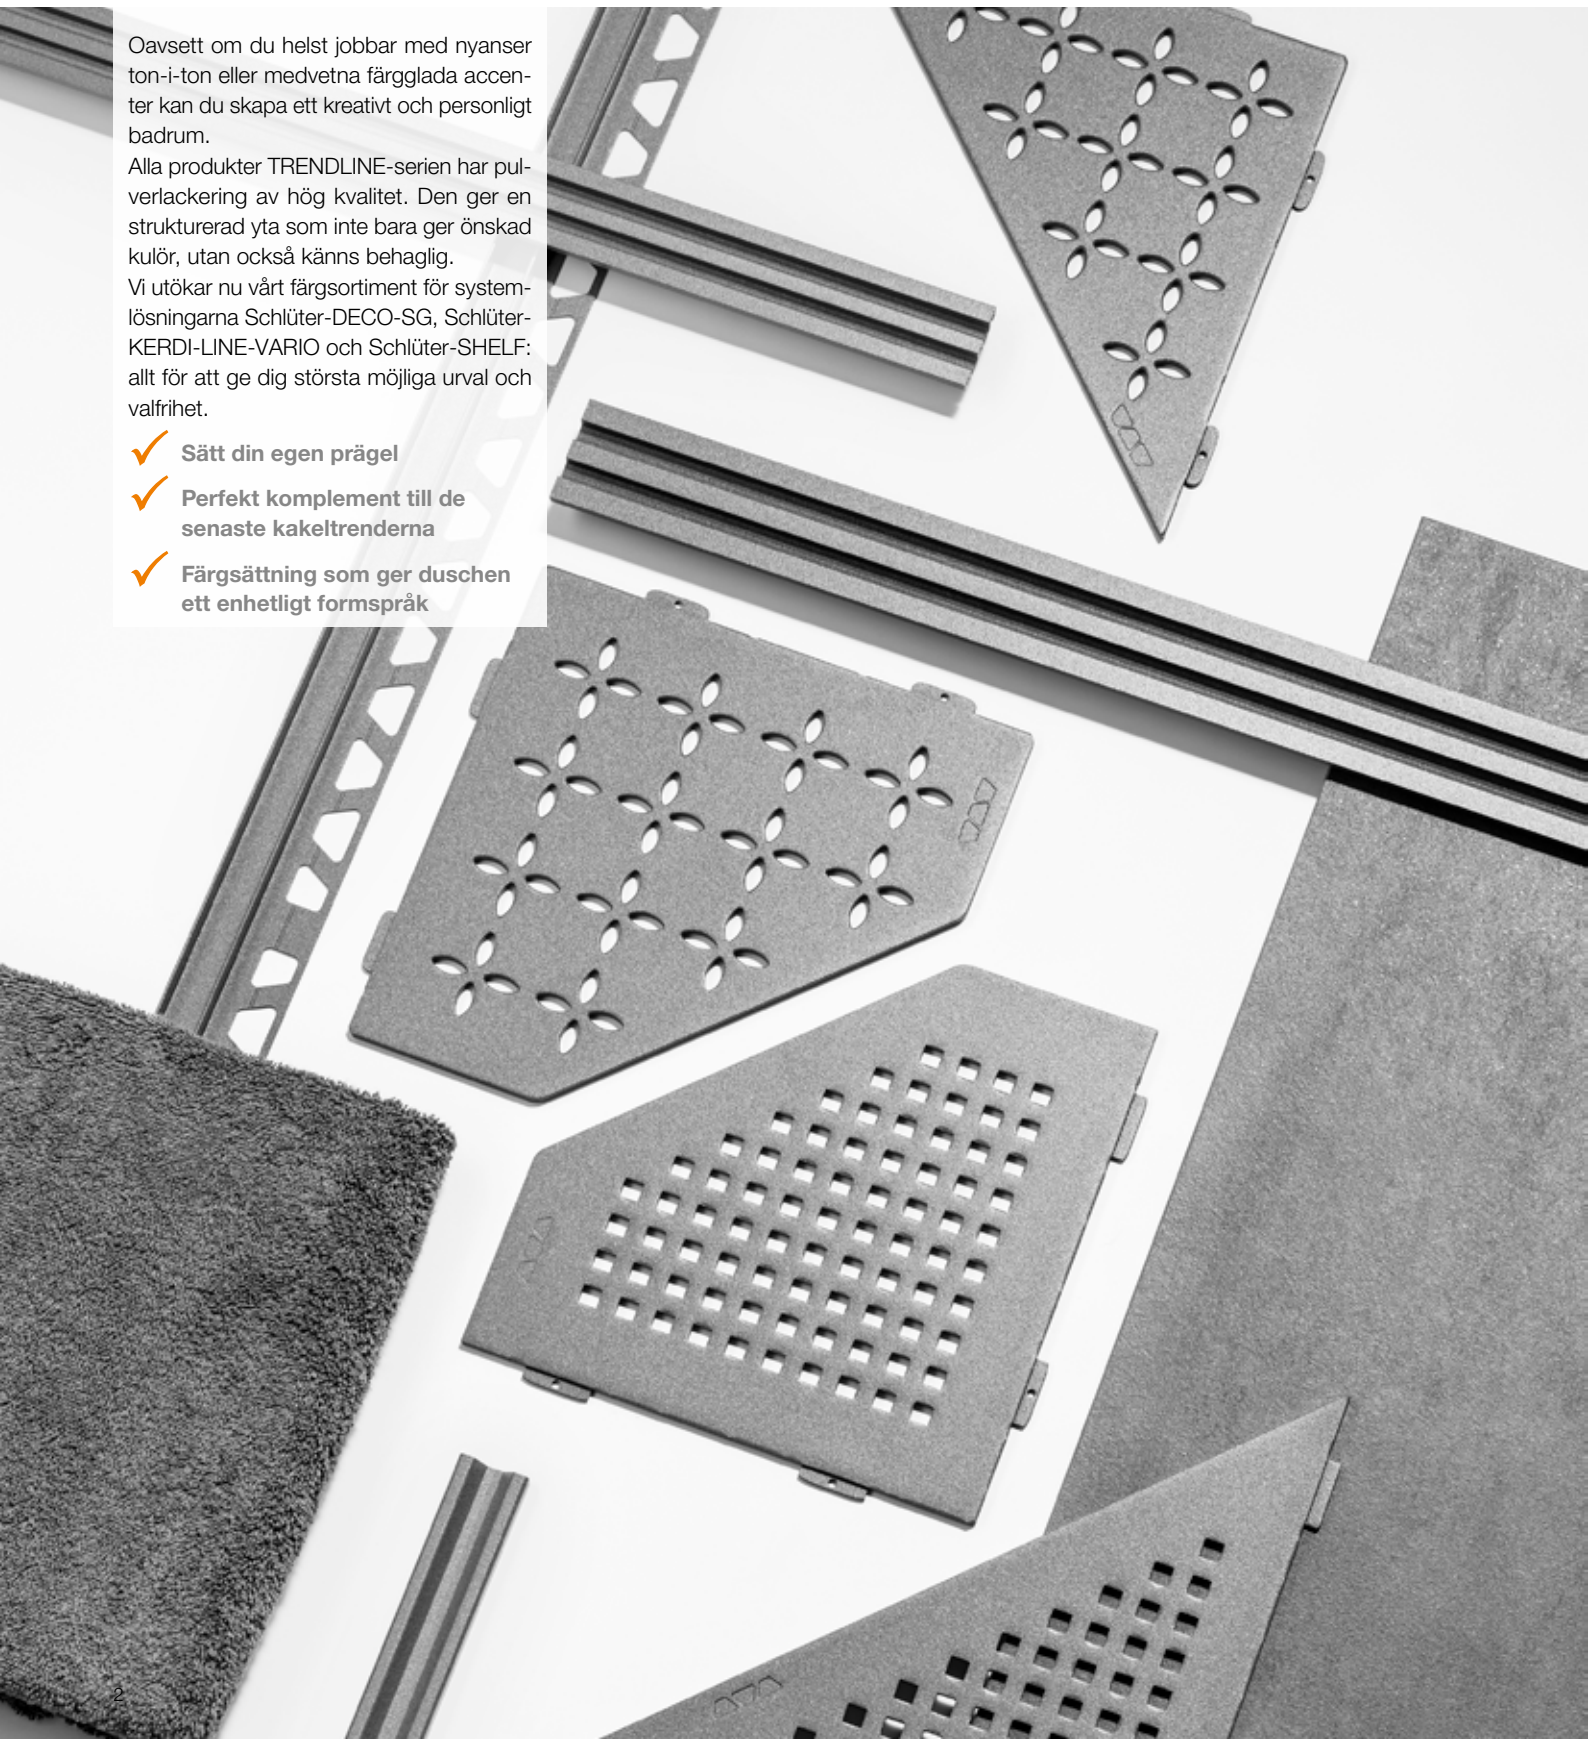 Oavsett om du helst jobbar med nyanser
ton-i-ton eller medvetna färgglada accen-
ter kan du skapa ett kreativt och personligt
badrum.
Alla produkter TRENDLINE-serien har pul-
verlackering av hög kvalitet. Den ger en
strukturerad yta som inte bara ger önskad
kulör, utan också känns behaglig.
Vi utökar nu vårt färgsortiment för system-
lösningarna Schlüter-DECO-SG, Schlüter-
KERDI-LINE-VARIO och Schlüter-SHELF:
allt för att ge dig största möjliga urval och
valfrihet.
Sätt din egen prägel
Perfekt komplement till de
senaste kakeltrenderna
Färgsättning som ger duschen
ett enhetligt formspråk
2